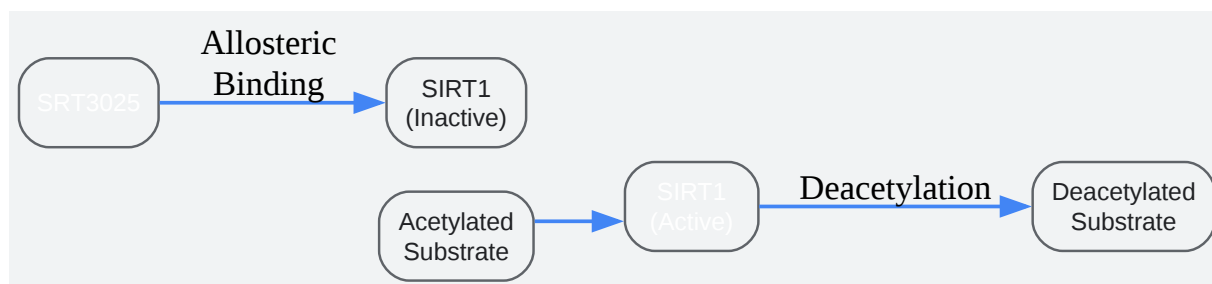 Allosteric
Binding
SRT3025
SIRT1
(Inactive)
Acetylated
Substrate
SIRT1
(Active)
Deacetylation
Deacetylated
Substrate